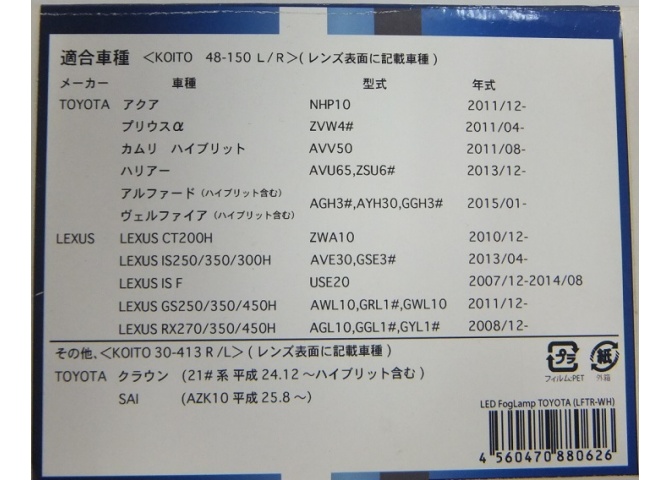 適合車種 ＜KOITO 48-150 L/R＞( レンズ表面に記載車種 )
メーカー 車種 型式 年式
TOYOTA アクア NHP10 2011/12-
プリウスα ZVW4# 2011/04-
カムリ ハイブリット AVV50 2011/08-
ハリアー AVU65,ZSU6# 2013/12-
アルファード (ハイブリット含む)
ヴェルファイア (ハイブリット含む) AGH3#,AYH30,GGH3# 2015/01-
LEXUS LEXUS CT200H ZWA10 2010/12-
LEXUS IS250/350/300H AVE30,GSE3# 2013/04-
LEXUS IS F USE20 2007/12-2014/08
LEXUS GS250/350/450H AWL10,GRL1#,GWL10 2011/12-
LEXUS RX270/350/450H AGL10,GGL1#,GYL1# 2008/12-
その他、＜KOITO 30-413 R /L＞ ( レンズ表面に記載車種 )
TOYOTA クラウン (21# 系 平成 24.12 ～ハイブリット含む )
SAI (AZK10 平成 25.8 ～)
プラ 紙
フィルム:PET 外箱
LED FogLamp TOYOTA (LFTR-WH)
4 560470 880626